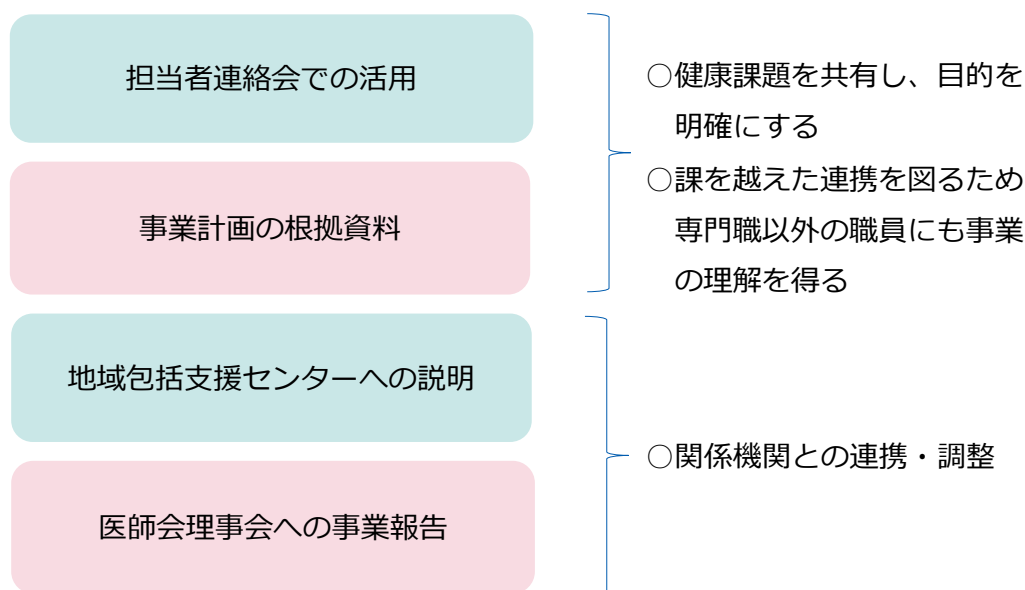 担当者連絡会での活用
事業計画の根拠資料
○健康課題を共有し、目的を
明確にする
○課を越えた連携を図るため
専門職以外の職員にも事業
の理解を得る
地域包括支援センターへの説明
医師会理事会への事業報告
○関係機関との連携・調整